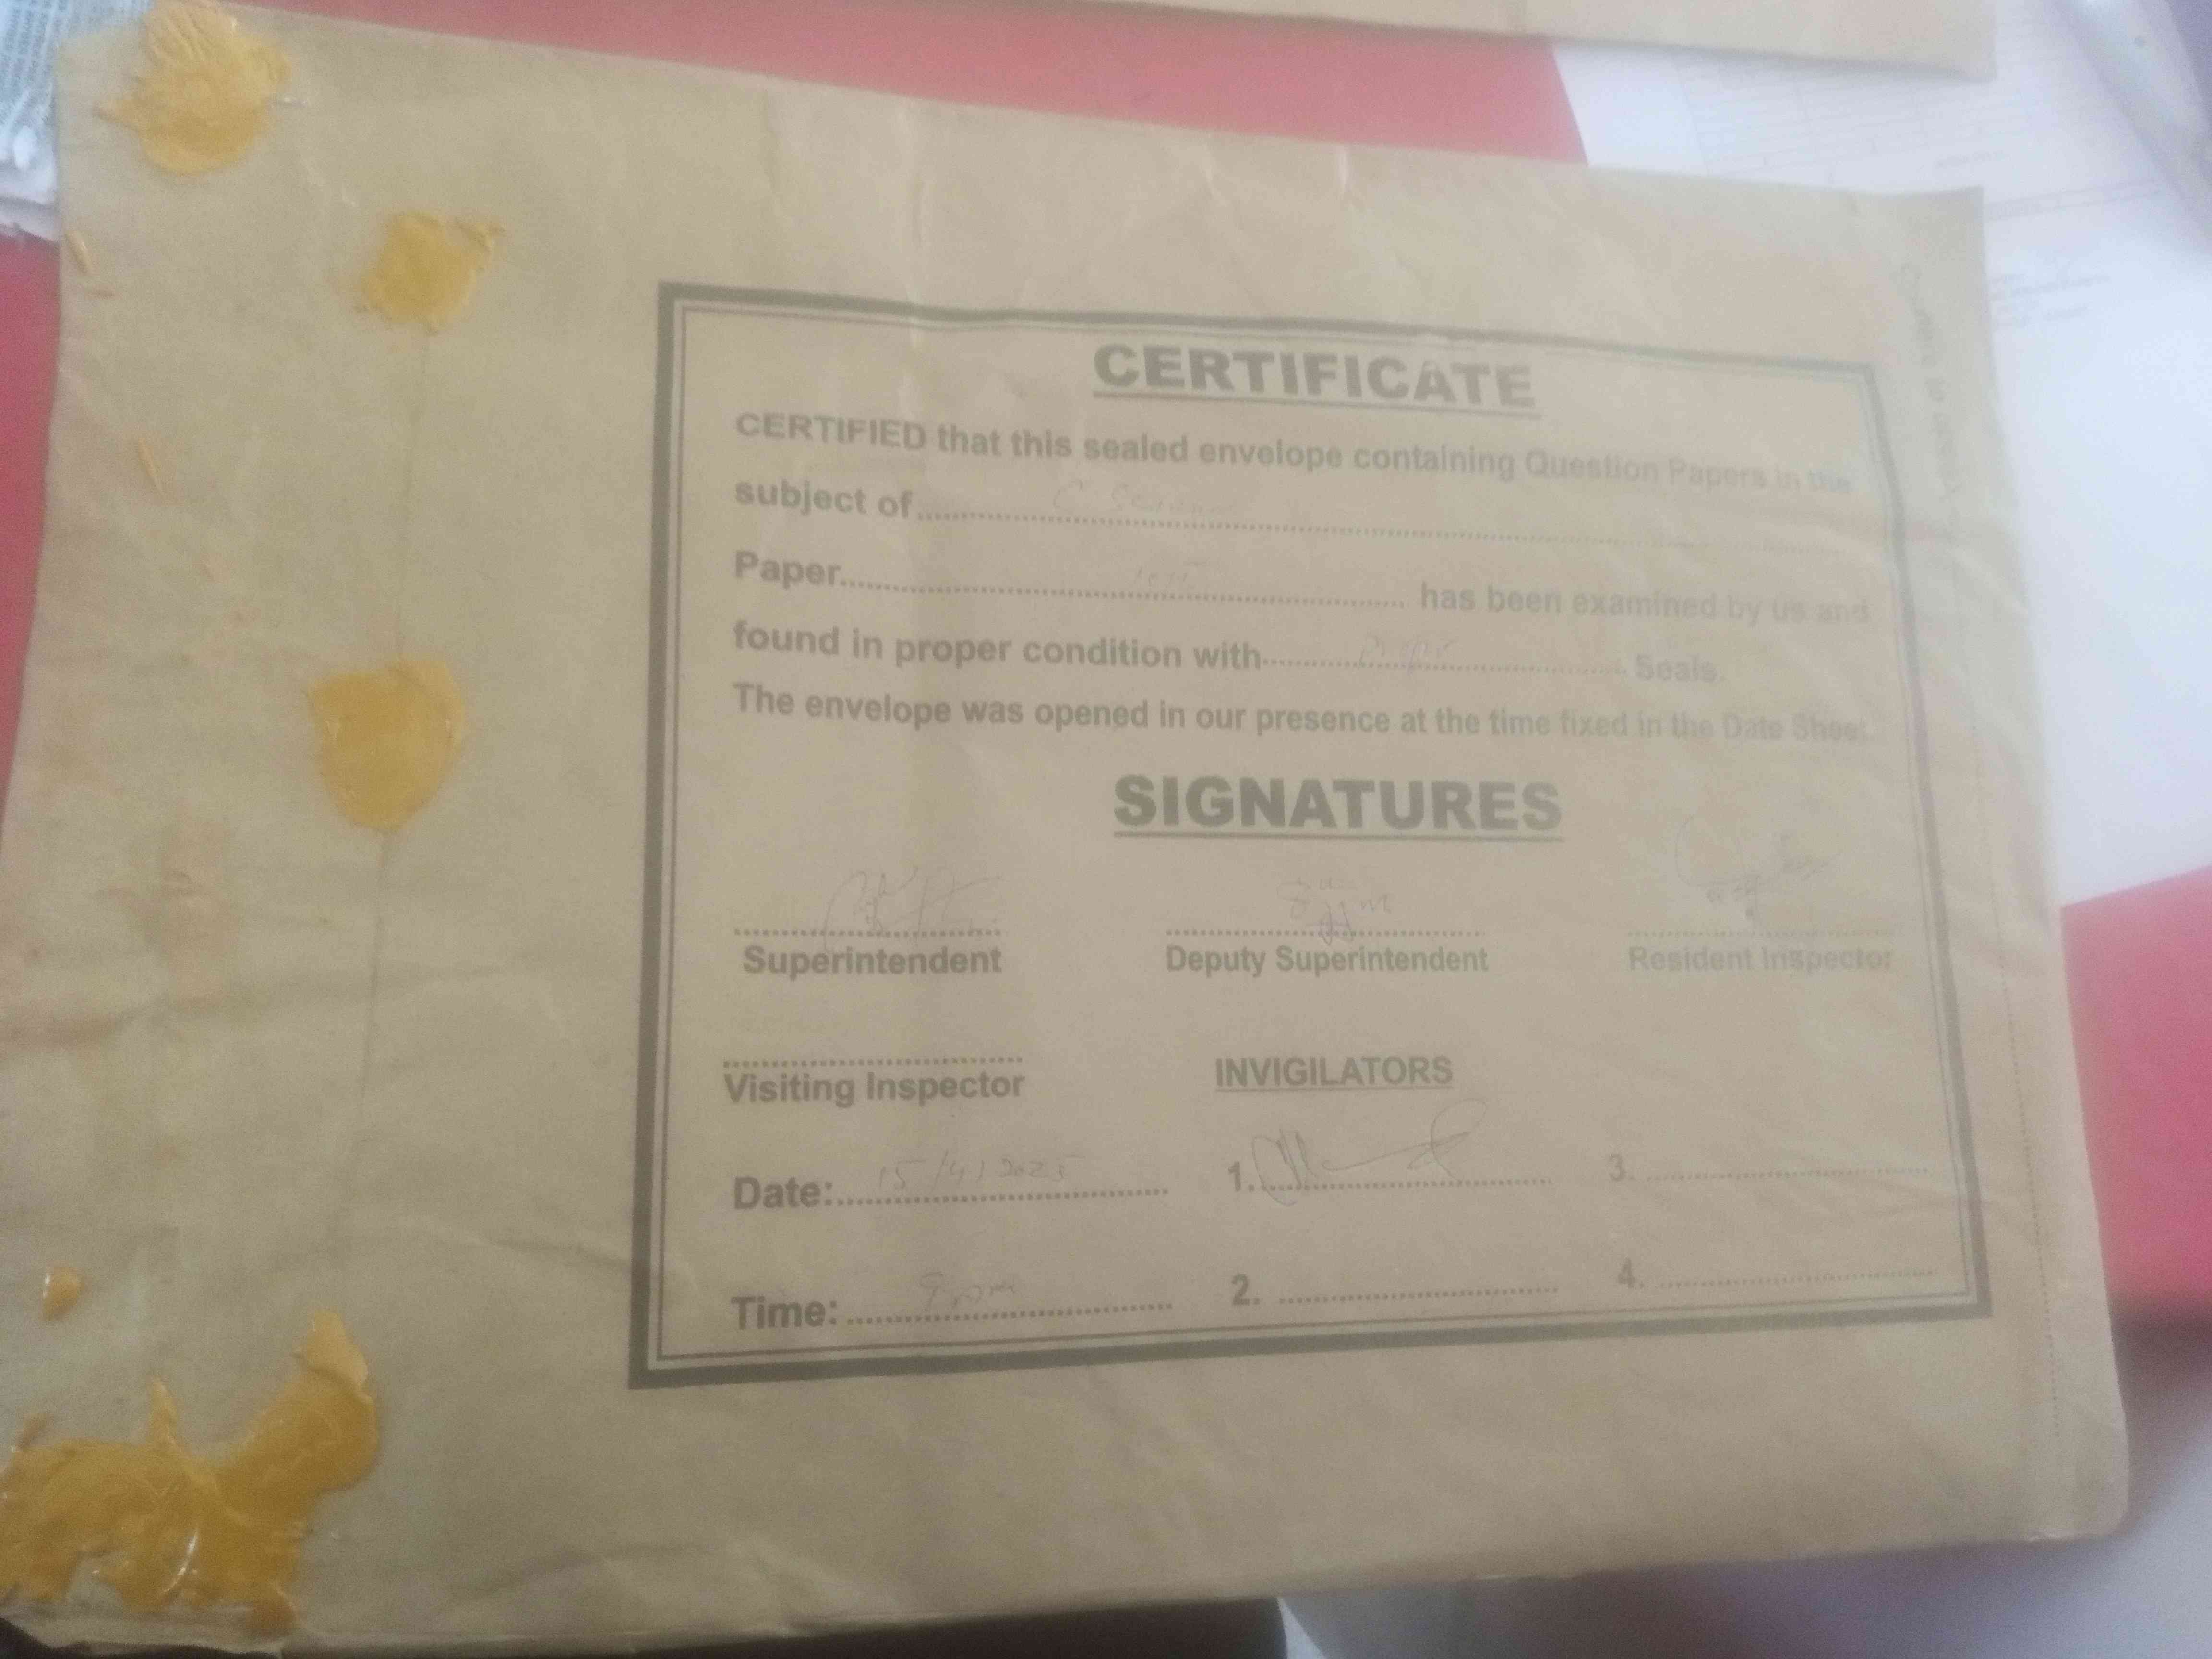 CERTIFICATE
CERTIFIED that this sealed envelope containing Question Papers in the
subject of................
Paper................ has been examined by us and
found in proper condition with................ Seals.
The envelope was opened in our presence at the time fixed in the Date Sheet.
SIGNATURES
Superintendent Deputy Superintendent Resident Inspector
Visiting Inspector INVIGILATORS
Date: 15/4/2025 1. 3.
Time: 2. 4.